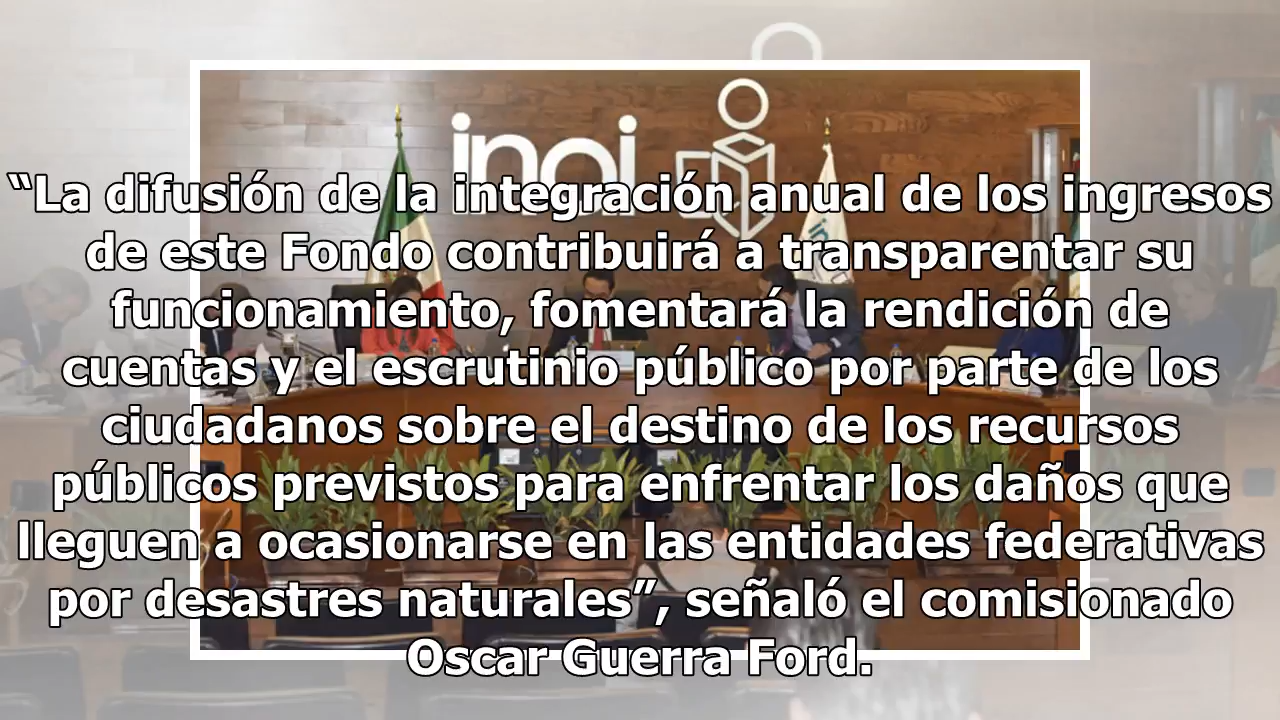 inai
“La difusión de la integración anual de los ingresos
de este Fondo contribuirá a transparentar su
funcionamiento, fomentará la rendición de
cuentas y el escrutinio público por parte de los
ciudadanos sobre el destino de los recursos
públicos previstos para enfrentar los daños que
lleguen a ocasionarse en las entidades federativas
por desastres naturales”, señaló el comisionado
Oscar Guerra Ford.